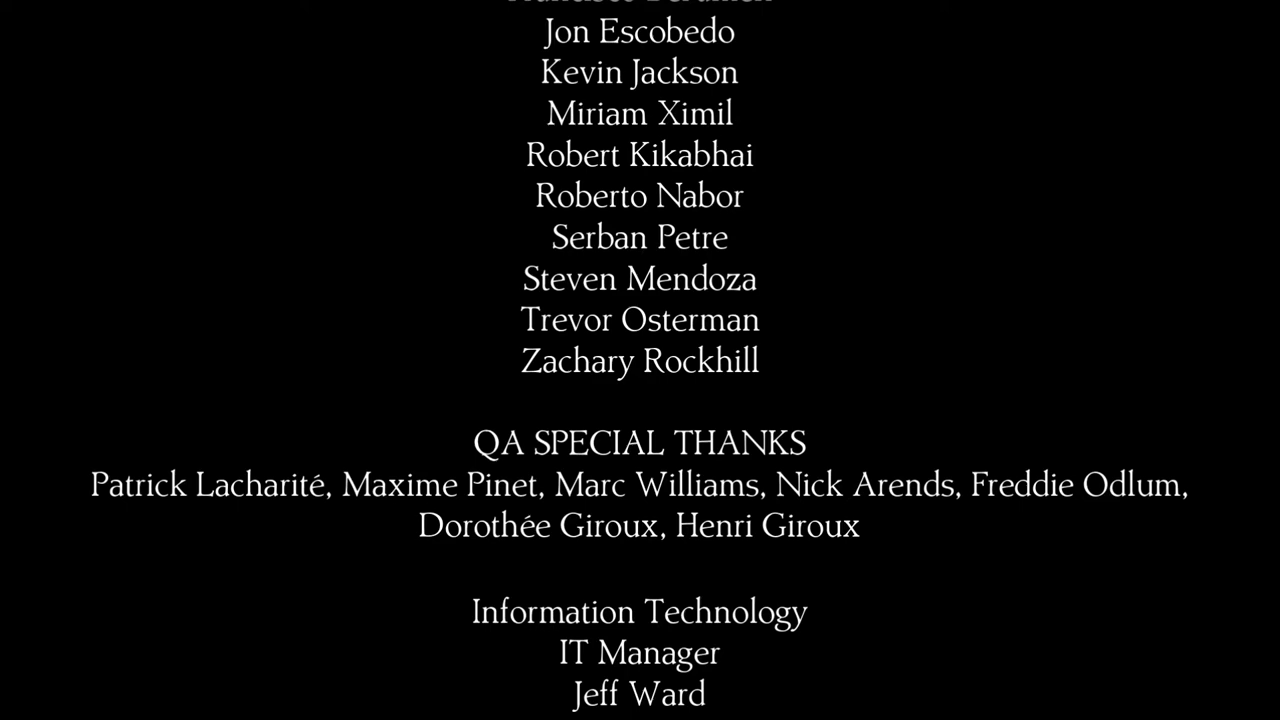 Jon Escobedo
Kevin Jackson
Miriam Ximil
Robert Kikabhai
Roberto Nabor
Serban Petre
Steven Mendoza
Trevor Osterman
Zachary Rockhill
QA SPECIAL THANKS
Patrick Lacharité, Maxime Pinet, Marc Williams, Nick Arends, Freddie Odlum,
Dorothée Giroux, Henri Giroux
Information Technology
IT Manager
Jeff Ward